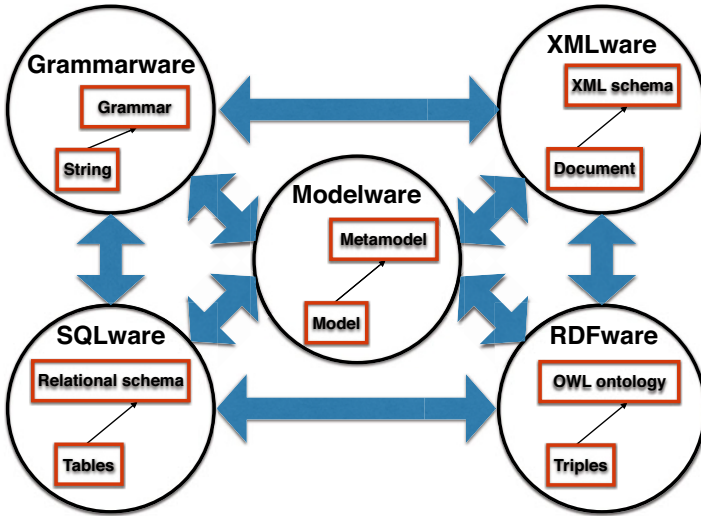 Grammarware
Grammar
String
XMLware
XML schema
Document
Modelware
Metamodel
Model
SQLware
Relational schema
Tables
RDFware
OWL ontology
Triples